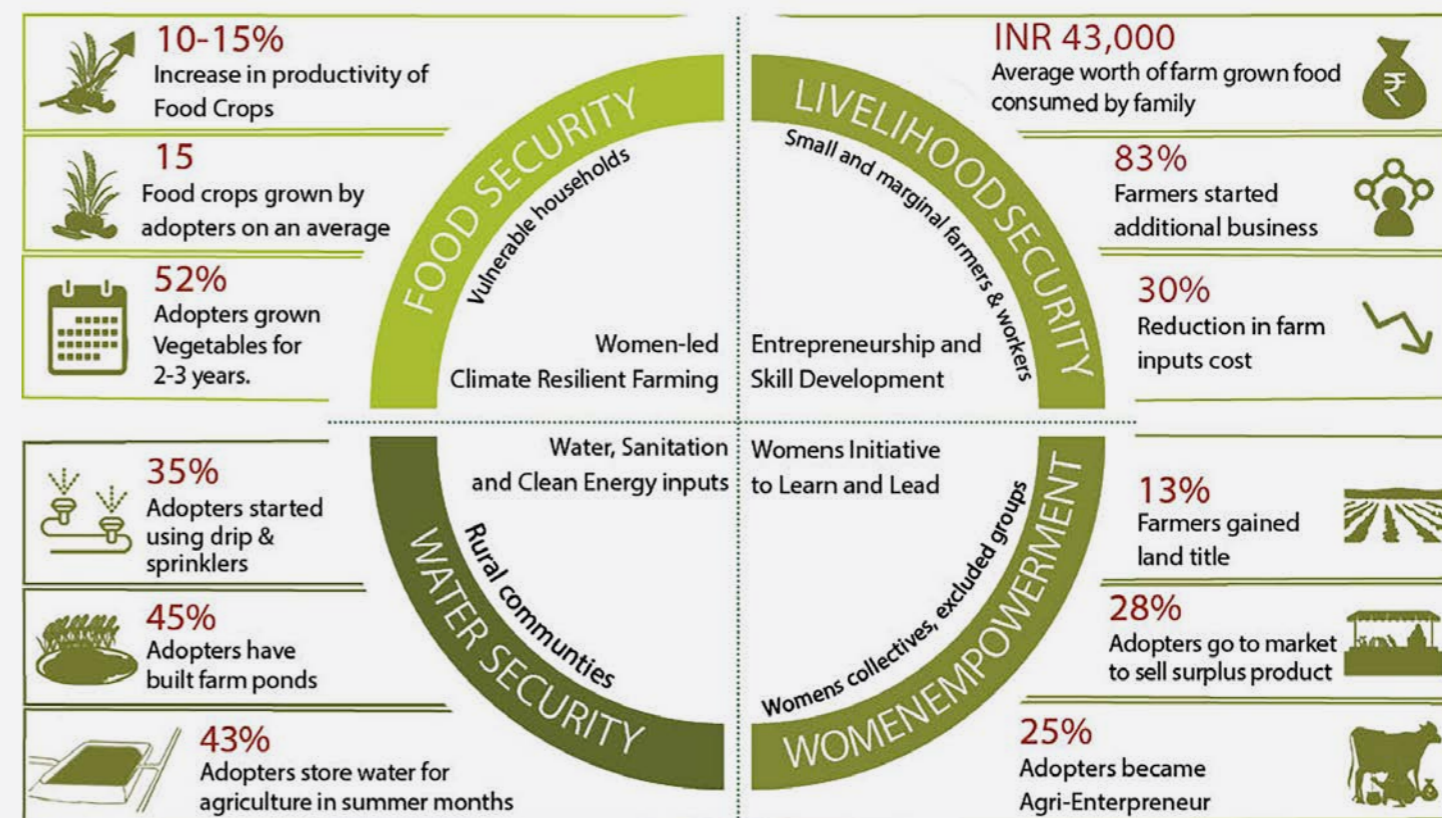 10-15%
Increase in productivity of
Food Crops
15
Food crops grown by
adopters on an average
52%
Adopters grown
Vegetables for
2-3 years.
FOOD SECURITY
Vulnerable households
Women-led
Climate Resilient Farming
INR 43,000
Average worth of farm grown food
consumed by family
₹
83%
Farmers started
additional business
30%
Reduction in farm
inputs cost
LIVELIHOOD SECURITY
Small and marginal farmers & workers
Entrepreneurship and
Skill Development
35%
Adopters started
using drip &
sprinklers
45%
Adopters have
built farm ponds
43%
Adopters store water for
agriculture in summer months
WATER SECURITY
Rural communties
Water, Sanitation
and Clean Energy inputs
Womens Initiative
to Learn and Lead
Womens collectives, excluded groups
WOMENEMPOWERMENT
13%
Farmers gained
land title
28%
Adopters go to market
to sell surplus product
25%
Adopters became
Agri-Enterpreneur